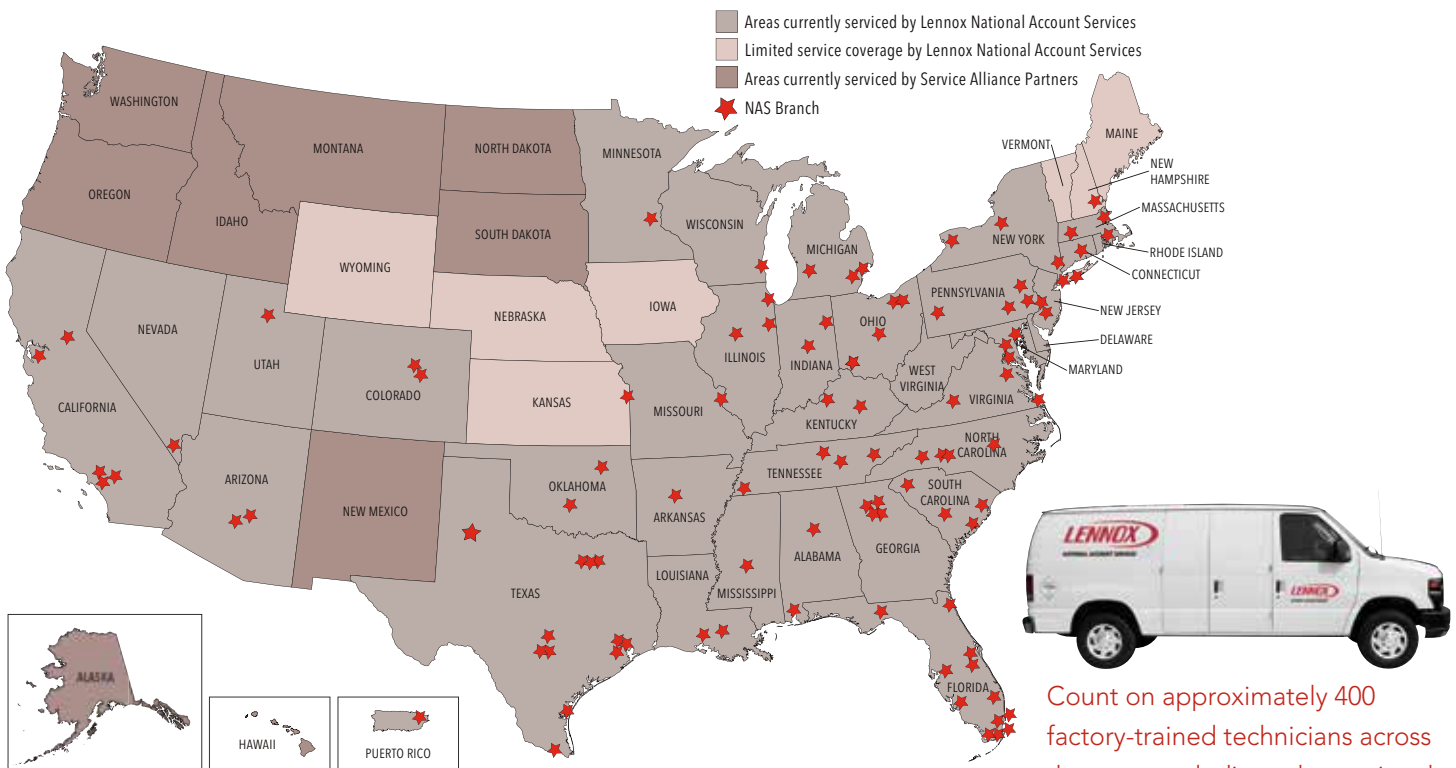 Areas currently serviced by Lennox National Account Services
Limited service coverage by Lennox National Account Services
Areas currently serviced by Service Alliance Partners
NAS Branch
WASHINGTON
OREGON
IDAHO
MONTANA
NORTH DAKOTA
SOUTH DAKOTA
MINNESOTA
WISCONSIN
MICHIGAN
VERMONT
MAINE
NEW
HAMPSHIRE
MASSACHUSETTS
NEW YORK
RHODE ISLAND
CONNECTICUT
WYOMING
NEBRASKA
IOWA
PENNSYLVANIA
NEW JERSEY
DELAWARE
MARYLAND
NEVADA
UTAH
COLORADO
KANSAS
MISSOURI
ILLINOIS
INDIANA
OHIO
WEST
VIRGINIA
VIRGINIA
KENTUCKY
CALIFORNIA
ARIZONA
NEW MEXICO
OKLAHOMA
ARKANSAS
TENNESSEE
NORTH
CAROLINA
SOUTH
CAROLINA
TEXAS
LOUISIANA
MISSISSIPPI
ALABAMA
GEORGIA
FLORIDA
ALASKA
HAWAII
PUERTO RICO
LENNOX
NATIONAL ACCOUNT SERVICES
LENNOX
Count on approximately 400
factory-trained technicians across